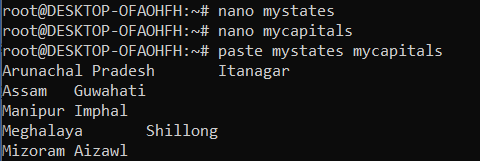 root@DESKTOP-OFAOHFH:~# nano mystates
root@DESKTOP-OFAOHFH:~# nano mycapitals
root@DESKTOP-OFAOHFH:~# paste mystates mycapitals
Arunachal Pradesh       Itanagar
Assam   Guwahati
Manipur Imphal
Meghalaya       Shillong
Mizoram Aizawl